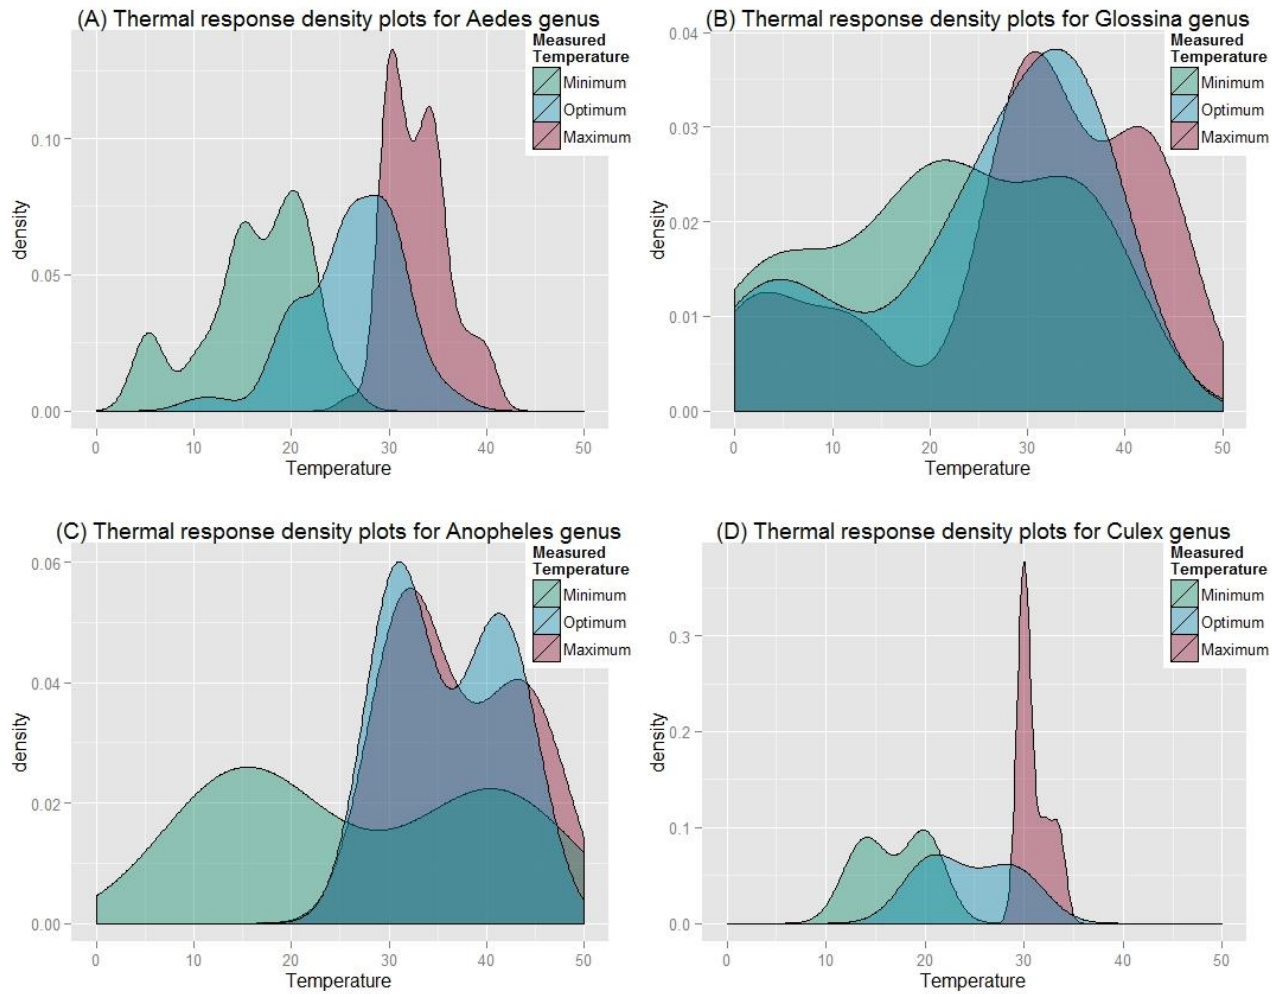 (A) Thermal response density plots for Aedes genus
Measured
Temperature
Minimum
Optimum
Maximum
density
0.10
0.05
0.00
0 10 20 30 40 50
Temperature
(B) Thermal response density plots for Glossina genus
Measured
Temperature
Minimum
Optimum
Maximum
density
0.04
0.03
0.02
0.01
0.00
0 10 20 30 40 50
Temperature
(C) Thermal response density plots for Anopheles genus
Measured
Temperature
Minimum
Optimum
Maximum
density
0.06
0.04
0.02
0.00
0 10 20 30 40 50
Temperature
(D) Thermal response density plots for Culex genus
Measured
Temperature
Minimum
Optimum
Maximum
density
0.3
0.2
0.1
0.0
0 10 20 30 40 50
Temperature